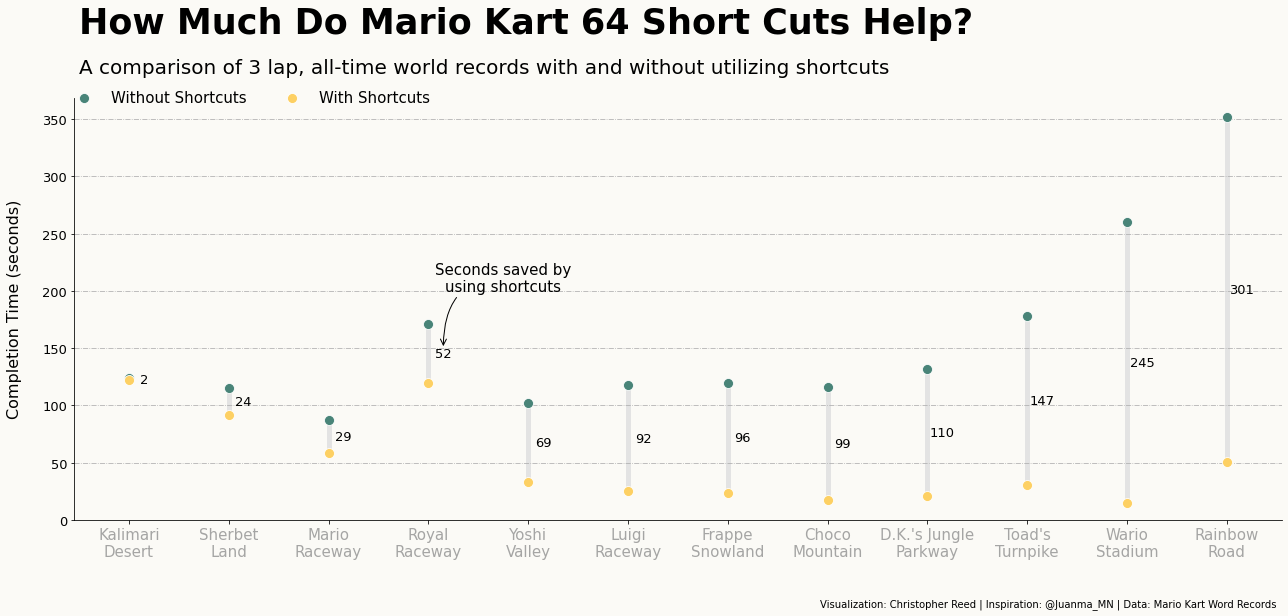 How Much Do Mario Kart 64 Short Cuts Help?
A comparison of 3 lap, all-time world records with and without utilizing shortcuts
Without Shortcuts
With Shortcuts
Completion Time (seconds)
350
300
250
200
150
100
50
0
Seconds saved by
using shortcuts
2
24
29
52
69
92
96
99
110
147
245
301
Kalimari
Desert
Sherbet
Land
Mario
Raceway
Royal
Raceway
Yoshi
Valley
Luigi
Raceway
Frappe
Snowland
Choco
Mountain
D.K.'s Jungle
Parkway
Toad's
Turnpike
Wario
Stadium
Rainbow
Road
Visualization: Christopher Reed | Inspiration: @Juanma_MN | Data: Mario Kart Word Records